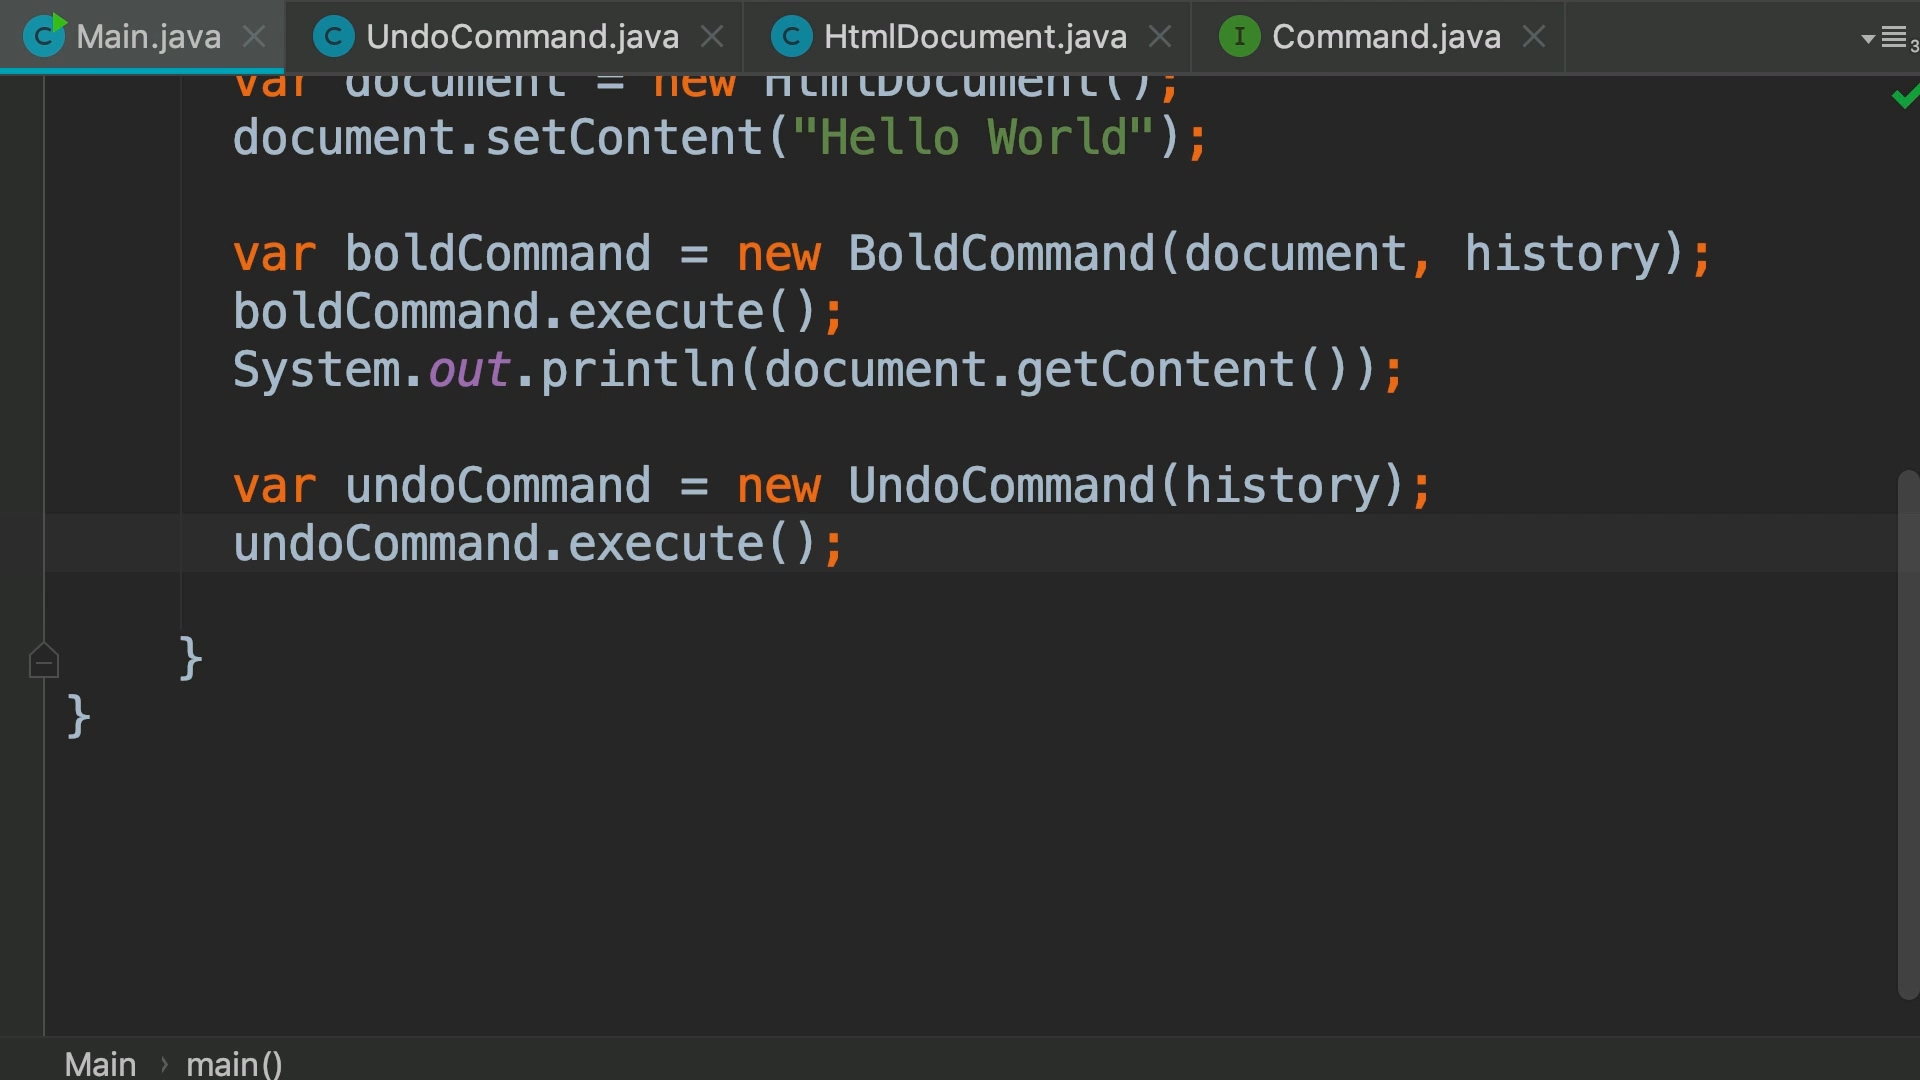 Main.java UndoCommand.java HtmlDocument.java Command.java 3
var document = new HtmlDocument();
document.setContent("Hello World");
var boldCommand = new BoldCommand(document, history);
boldCommand.execute();
System.out.println(document.getContent());
var undoCommand = new UndoCommand(history);
undoCommand.execute();
}
}
Main › main()